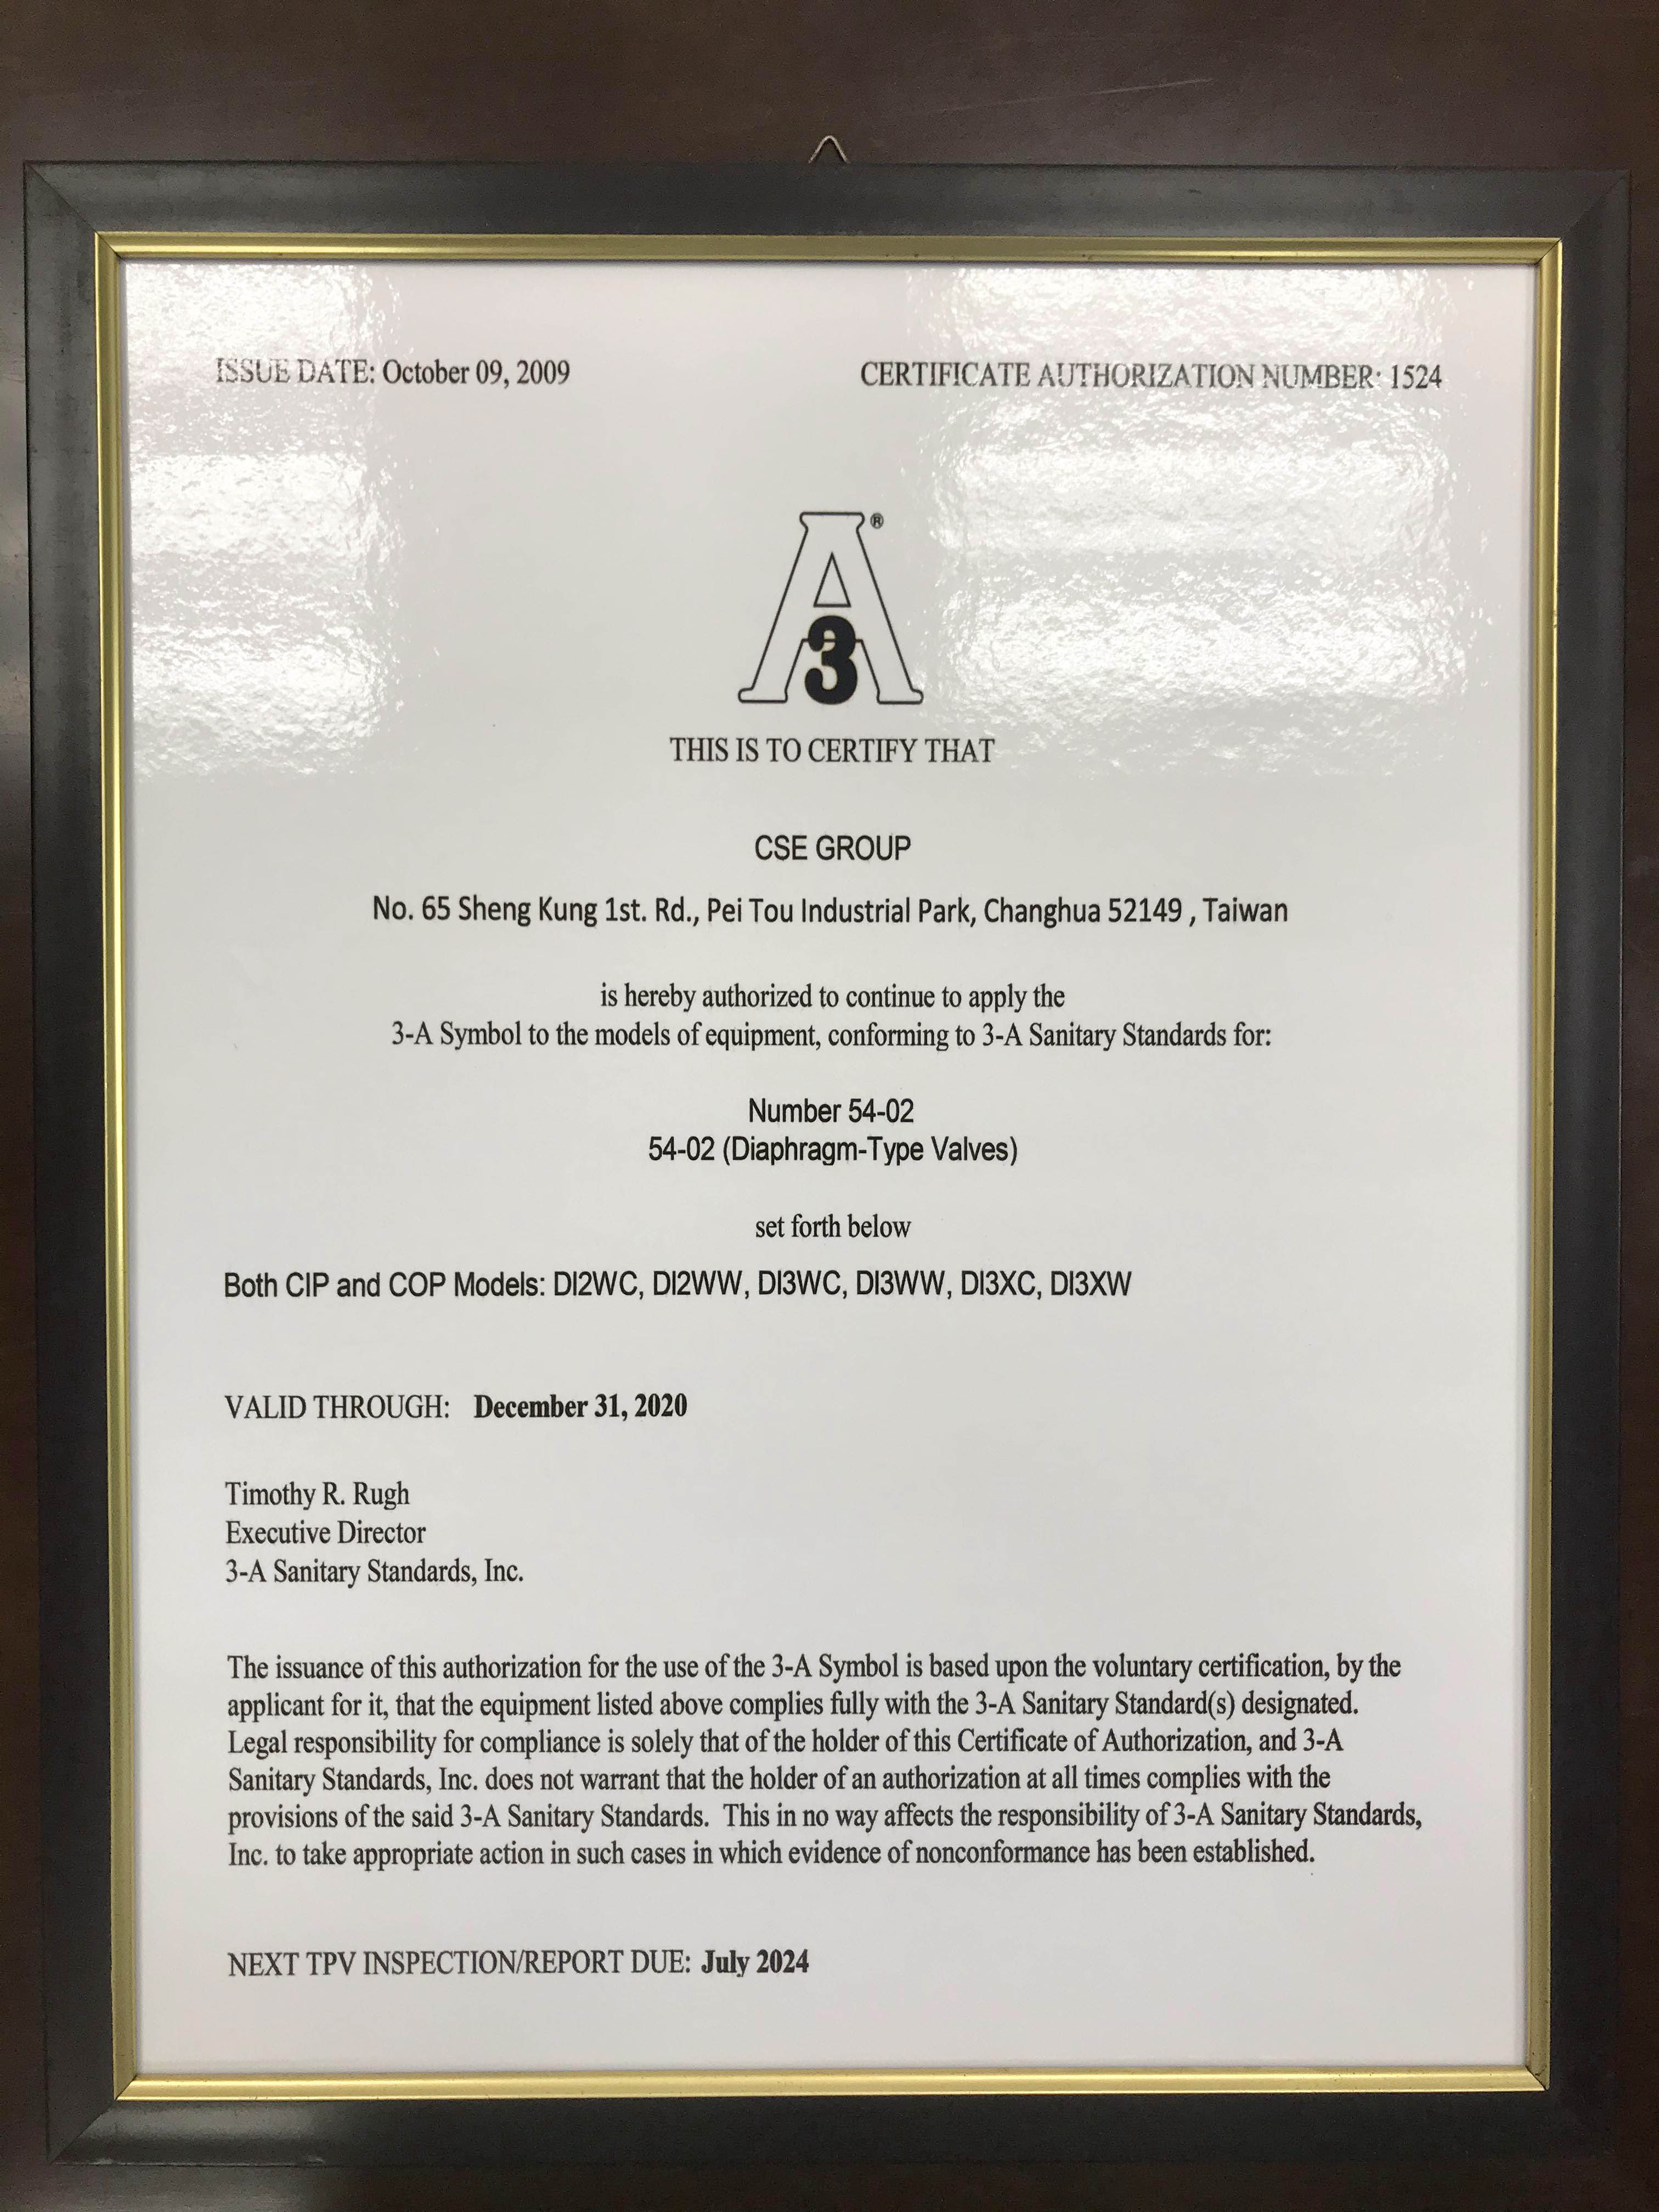 ISSUE DATE: October 09, 2009
CERTIFICATE AUTHORIZATION NUMBER: 1524
A®
3
THIS IS TO CERTIFY THAT
CSE GROUP
No. 65 Sheng Kung 1st. Rd., Pei Tou Industrial Park, Changhua 52149 , Taiwan
is hereby authorized to continue to apply the
3-A Symbol to the models of equipment, conforming to 3-A Sanitary Standards for:
Number 54-02
54-02 (Diaphragm-Type Valves)
set forth below
Both CIP and COP Models: DI2WC, DI2WW, DI3WC, DI3WW, DI3XC, DI3XW
VALID THROUGH: December 31, 2020
Timothy R. Rugh
Executive Director
3-A Sanitary Standards, Inc.
The issuance of this authorization for the use of the 3-A Symbol is based upon the voluntary certification, by the
applicant for it, that the equipment listed above complies fully with the 3-A Sanitary Standard(s) designated.
Legal responsibility for compliance is solely that of the holder of this Certificate of Authorization, and 3-A
Sanitary Standards, Inc. does not warrant that the holder of an authorization at all times complies with the
provisions of the said 3-A Sanitary Standards. This in no way affects the responsibility of 3-A Sanitary Standards,
Inc. to take appropriate action in such cases in which evidence of nonconformance has been established.
NEXT TPV INSPECTION/REPORT DUE: July 2024